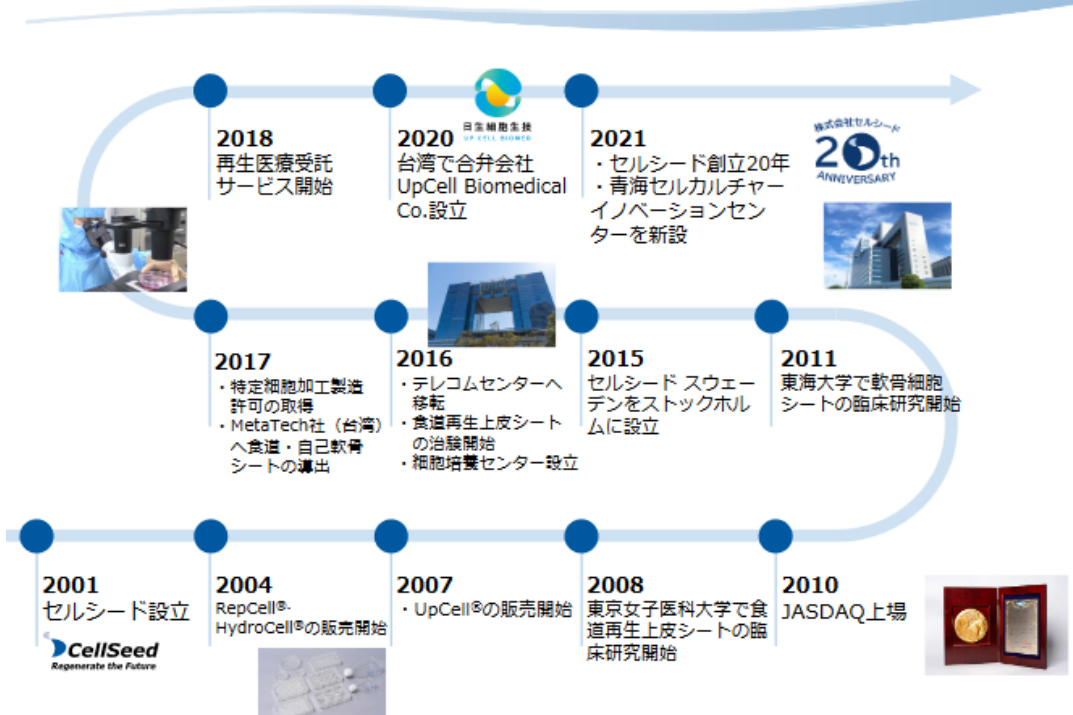 2018
再生医療受託
サービス開始
日生細胞生技
UP CELL BIOMED
2020
台湾で合弁会社
UpCell Biomedical
Co.設立
2021
・セルシード創立20年
・青海セルカルチャー
イノベーションセン
ターを新設
株式会社セルシード
20th
ANNIVERSARY
2017
・特定細胞加工製造
許可の取得
・MetaTech社（台湾）
へ食道・自己軟骨
シートの導出
2016
・テレコムセンターへ
移転
・食道再生上皮シート
の治験開始
・細胞培養センター設立
2015
セルシード スウェー
デンをストックホル
ムに設立
2011
東海大学で軟骨細胞
シートの臨床研究開始
2001
セルシード設立
CellSeed
Regenerate the Future
2004
RepCell®・
HydroCell®の販売開始
2007
・UpCell®の販売開始
2008
東京女子医科大学で食
道再生上皮シートの臨
床研究開始
2010
JASDAQ上場